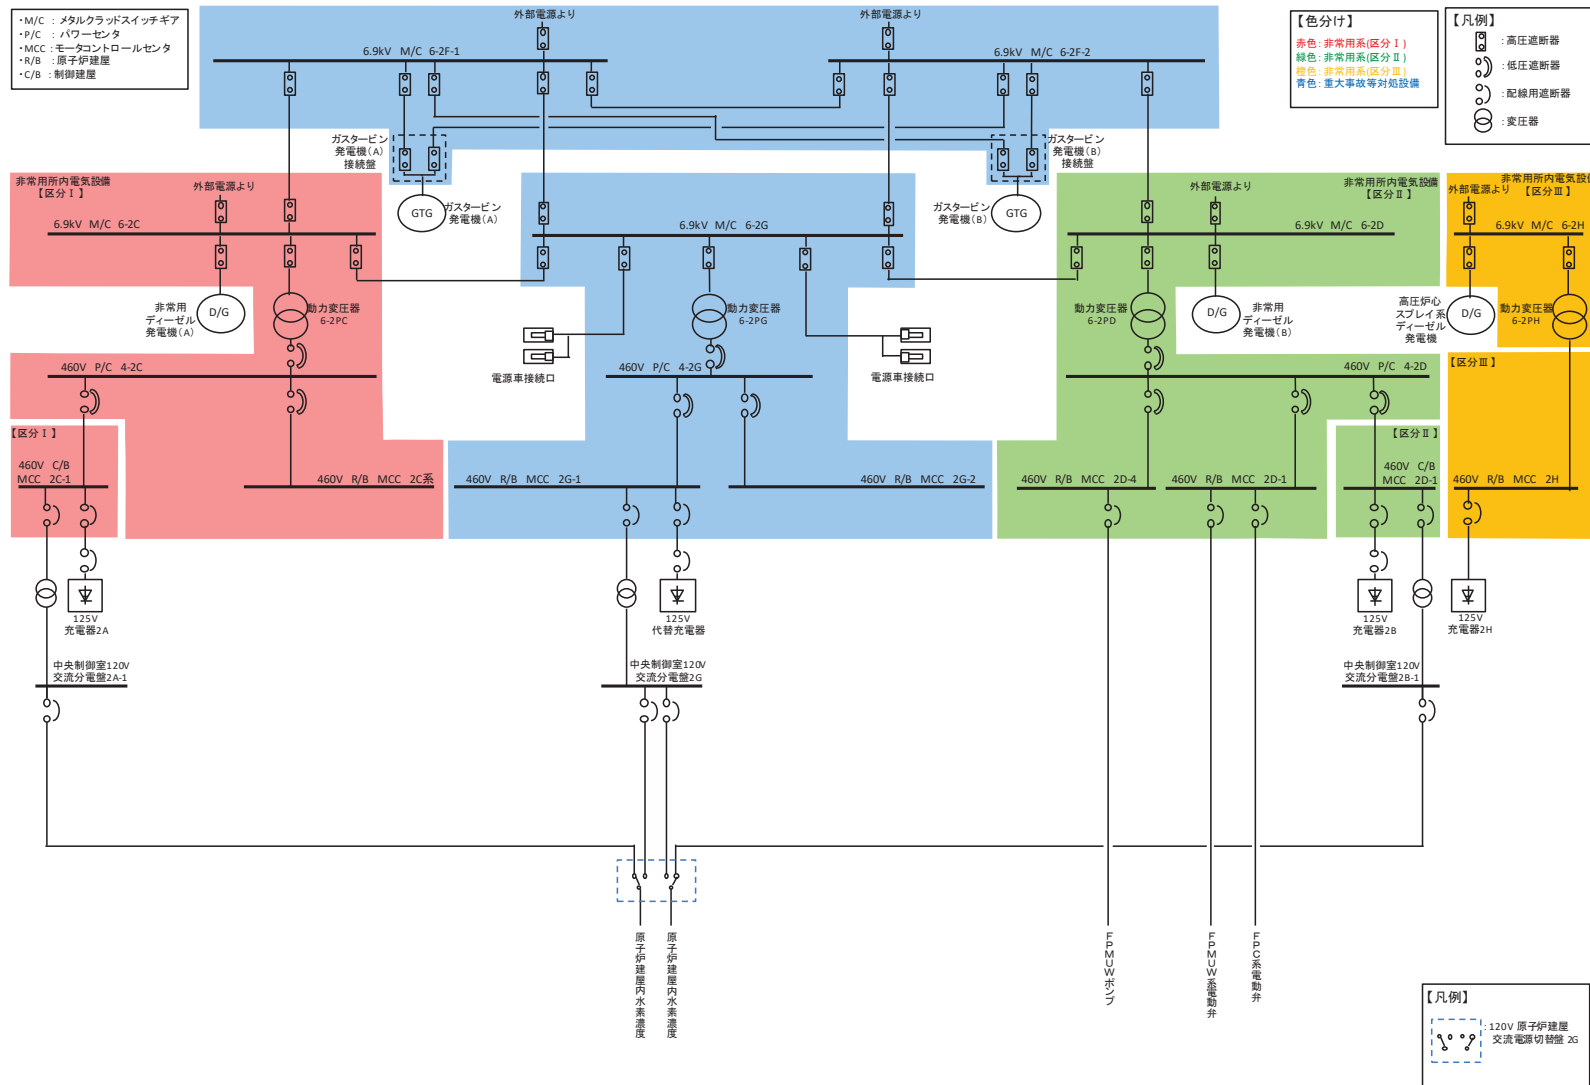 ・M/C ：メタルクラッドスイッチギア
・P/C ：パワーセンタ
・MCC：モータコントロールセンタ
・R/B ：原子炉建屋
・C/B ：制御建屋
外部電源より
外部電源より
6.9kV M/C 6-2F-1
6.9kV M/C 6-2F-2
【色分け】
赤色：非常用系(区分Ⅰ)
緑色：非常用系(区分Ⅱ)
橙色：非常用系(区分Ⅲ)
青色：重大事故等対処設備
【凡例】
：高圧遮断器
：低圧遮断器
：配線用遮断器
：変圧器
ガスタービン
発電機(A)
接続盤
ガスタービン
発電機(B)
接続盤
非常用所内電気設備
【区分Ⅰ】
外部電源より
6.9kV M/C 6-2C
GTG
ガスタービン
発電機(A)
6.9kV M/C 6-2G
ガスタービン
発電機(B)
GTG
外部電源より
非常用所内電気設備
【区分Ⅱ】
6.9kV M/C 6-2D
非常用所内電気設備
【区分Ⅲ】
外部電源より
6.9kV M/C 6-2H
非常用
ディーゼル
発電機(A)
D/G
動力変圧器
6-2PC
動力変圧器
6-2PG
動力変圧器
6-2PD
D/G
非常用
ディーゼル
発電機(B)
高圧炉心
スプレイ系
ディーゼル
発電機
D/G
動力変圧器
6-2PH
460V P/C 4-2C
電源車接続口
460V P/C 4-2G
電源車接続口
460V P/C 4-2D
【区分Ⅲ】
【区分Ⅰ】
460V C/B
MCC 2C-1
460V R/B MCC 2C系
460V R/B MCC 2G-1
460V R/B MCC 2G-2
460V R/B MCC 2D-4
460V R/B MCC 2D-1
【区分Ⅱ】
460V C/B
MCC 2D-1
460V R/B MCC 2H
125V
充電器2A
125V
代替充電器
125V
充電器2B
125V
充電器2H
中央制御室120V
交流分電盤2A-1
中央制御室120V
交流分電盤2G
中央制御室120V
交流分電盤2B-1
原子炉建屋内水素濃度
原子炉建屋内水素濃度
FPMUWポンプ
FPMUW系電動弁
FPC系電動弁
【凡例】
：120V 原子炉建屋
交流電源切替盤 2G